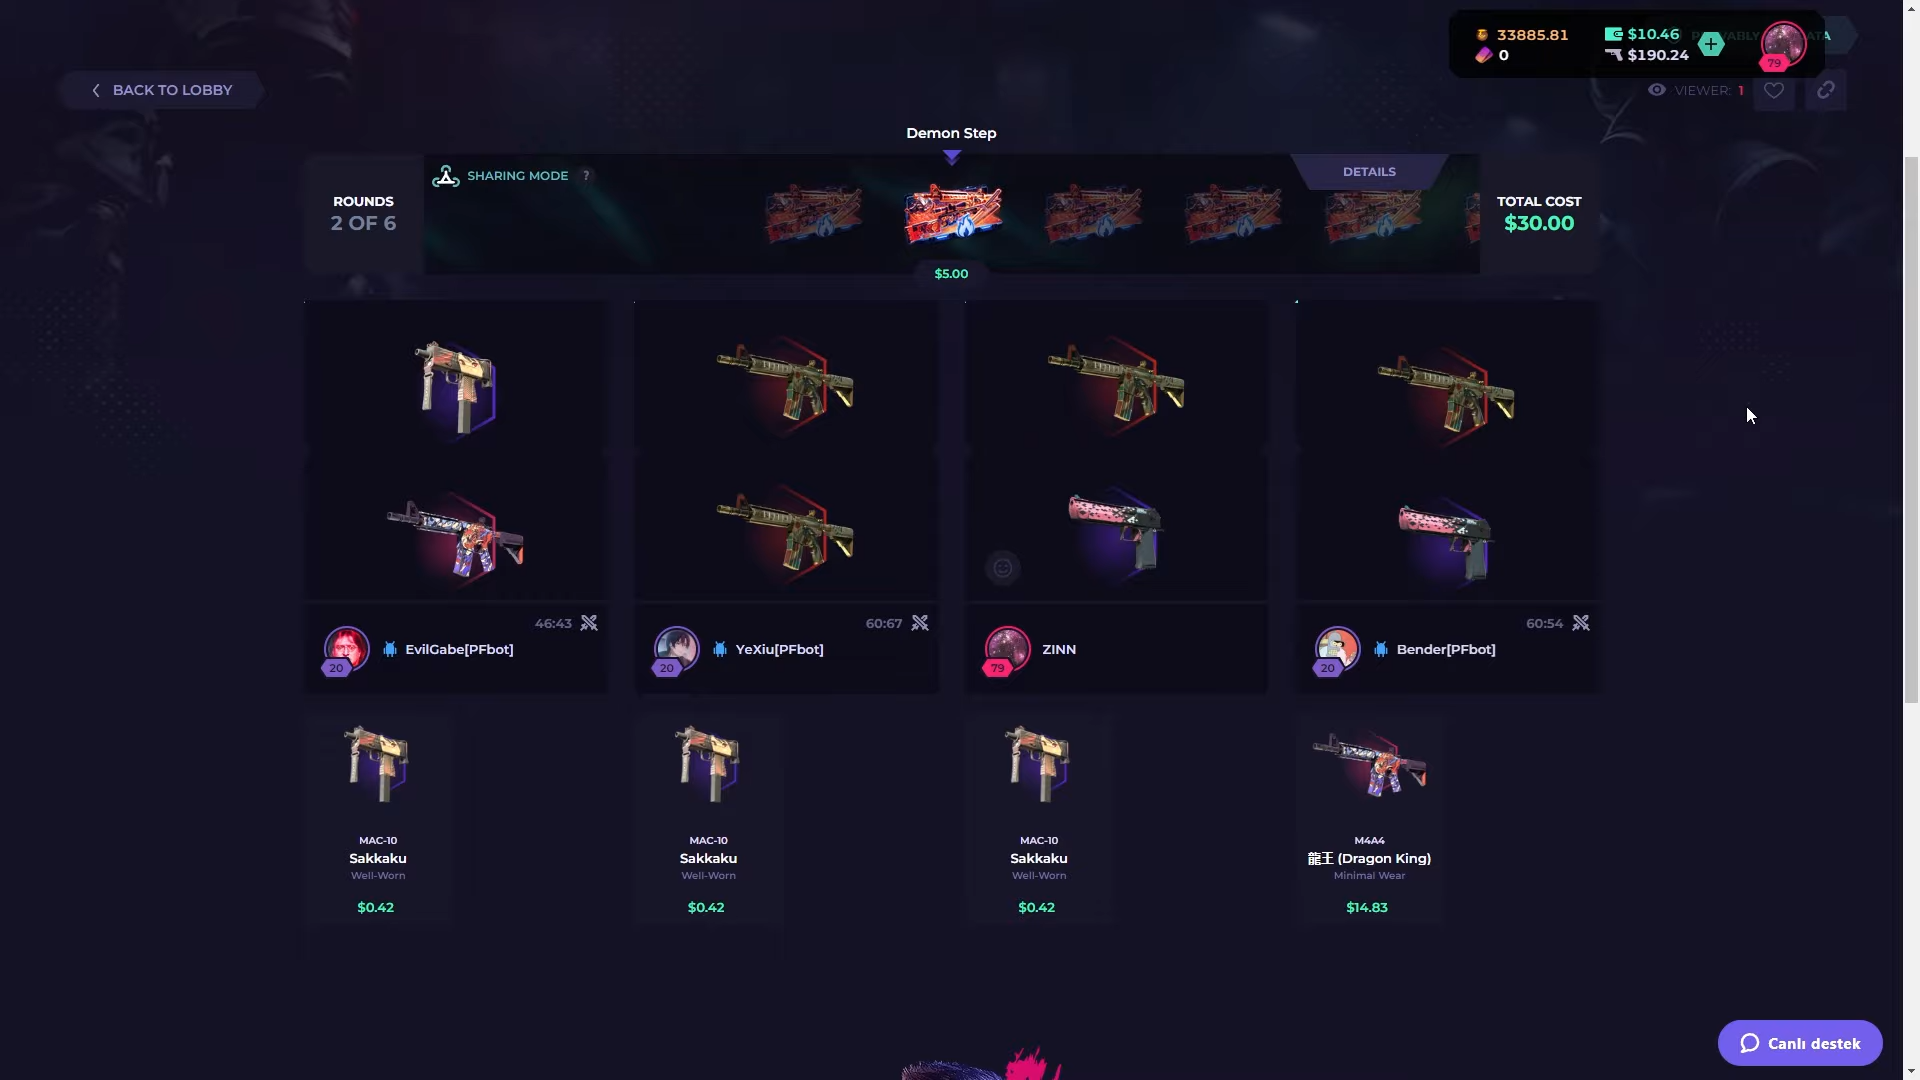 33885.81
$10.46
0
$190.24
79
BACK TO LOBBY
VIEWER: 1
Demon Step
SHARING MODE ?
DETAILS
ROUNDS
2 OF 6
TOTAL COST
$30.00
$5.00
46:43
EvilGabe[PFbot]
20
60:67
YeXiu[PFbot]
20
ZINN
79
60:54
Bender[PFbot]
20
MAC-10
Sakkaku
Well-Worn
$0.42
MAC-10
Sakkaku
Well-Worn
$0.42
MAC-10
Sakkaku
Well-Worn
$0.42
M4A4
龍王 (Dragon King)
Minimal Wear
$14.83
Canlı destek